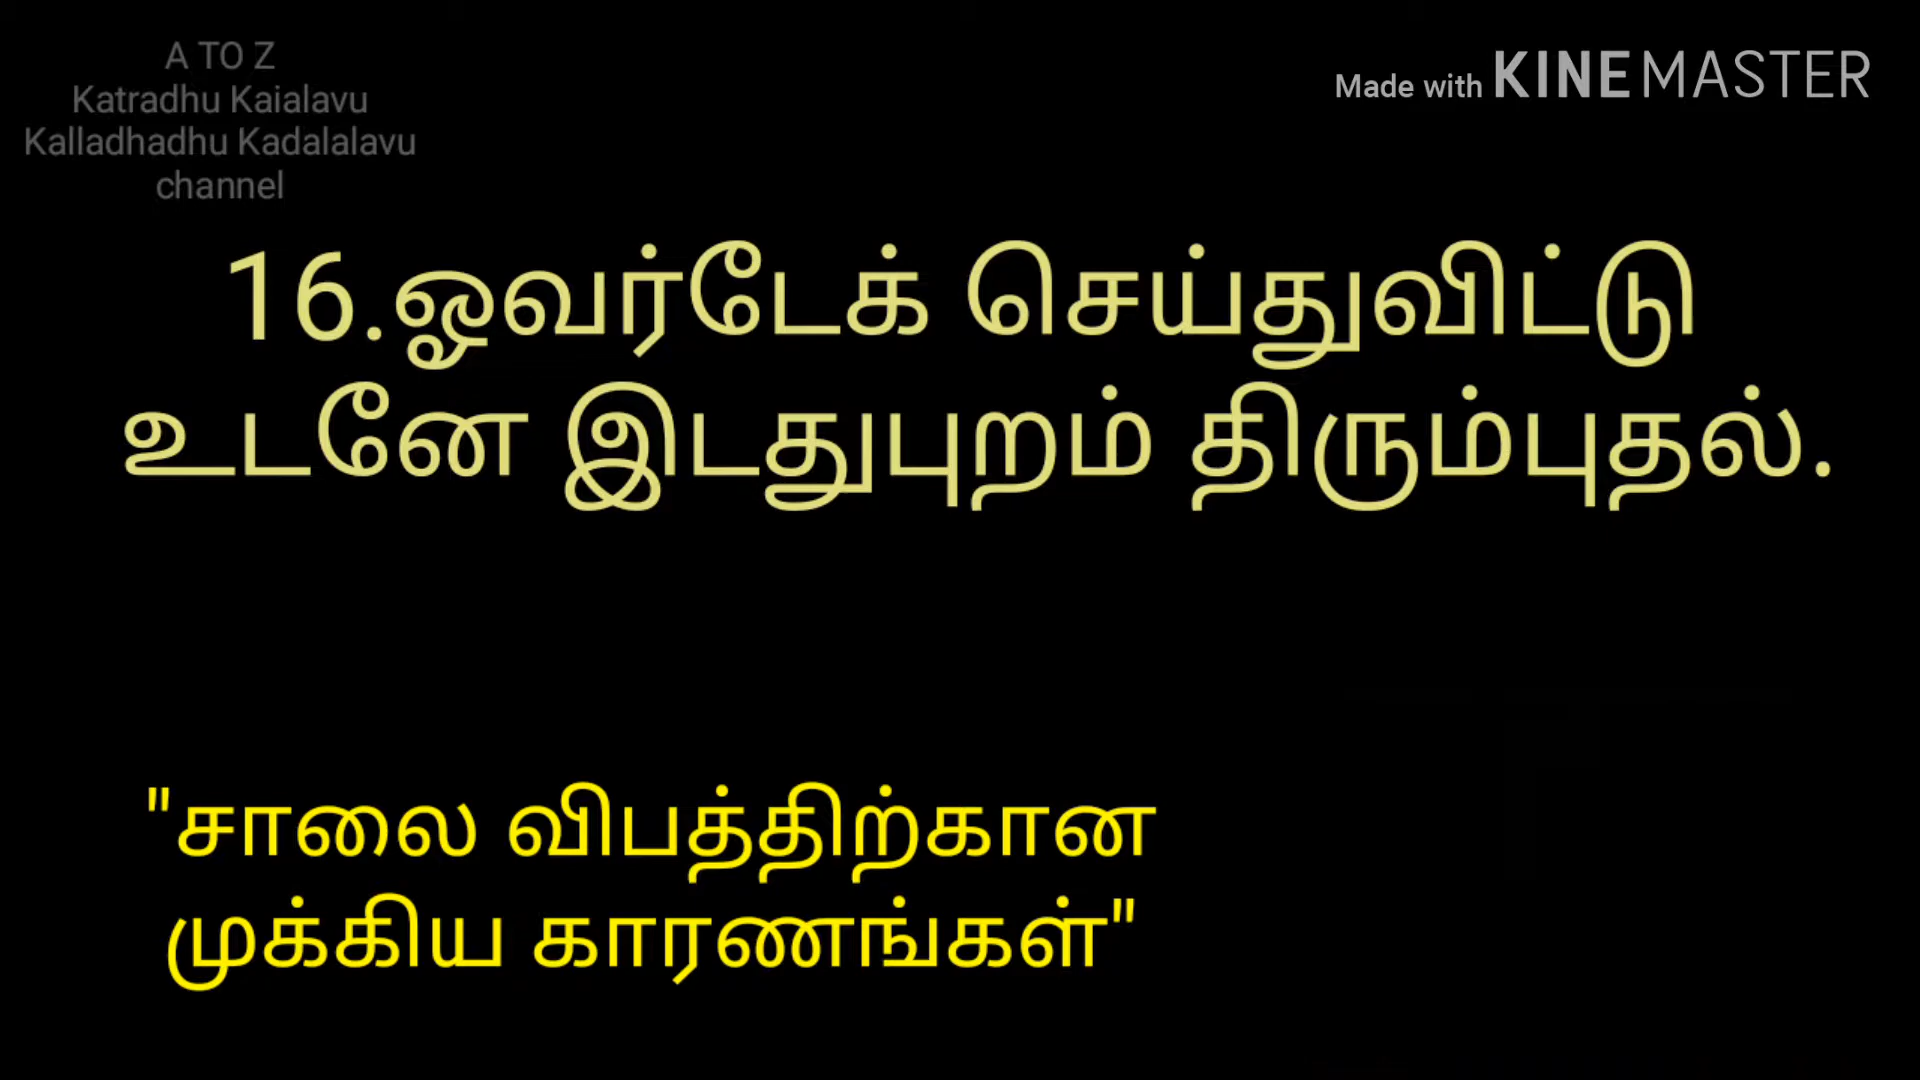 A TO Z
Katradhu Kaialavu
Kalladhadhu Kadalalavu
channel
Made with KINEMASTER
16.ஓவர்டேக் செய்துவிட்டு
உடனே இடதுபுறம் திரும்புதல்.
"சாலை விபத்திற்கான
முக்கிய காரணங்கள்"